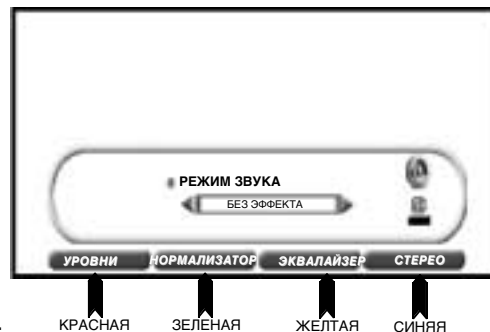 РЕЖИМ ЗВУКА
БЕЗ ЭФФЕКТА
УРОВНИ НОРМАЛИЗАТОР ЭКВАЛАЙЗЕР СТЕРЕО
КРАСНАЯ ЗЕЛЕНАЯ ЖЕЛТАЯ СИНЯЯ